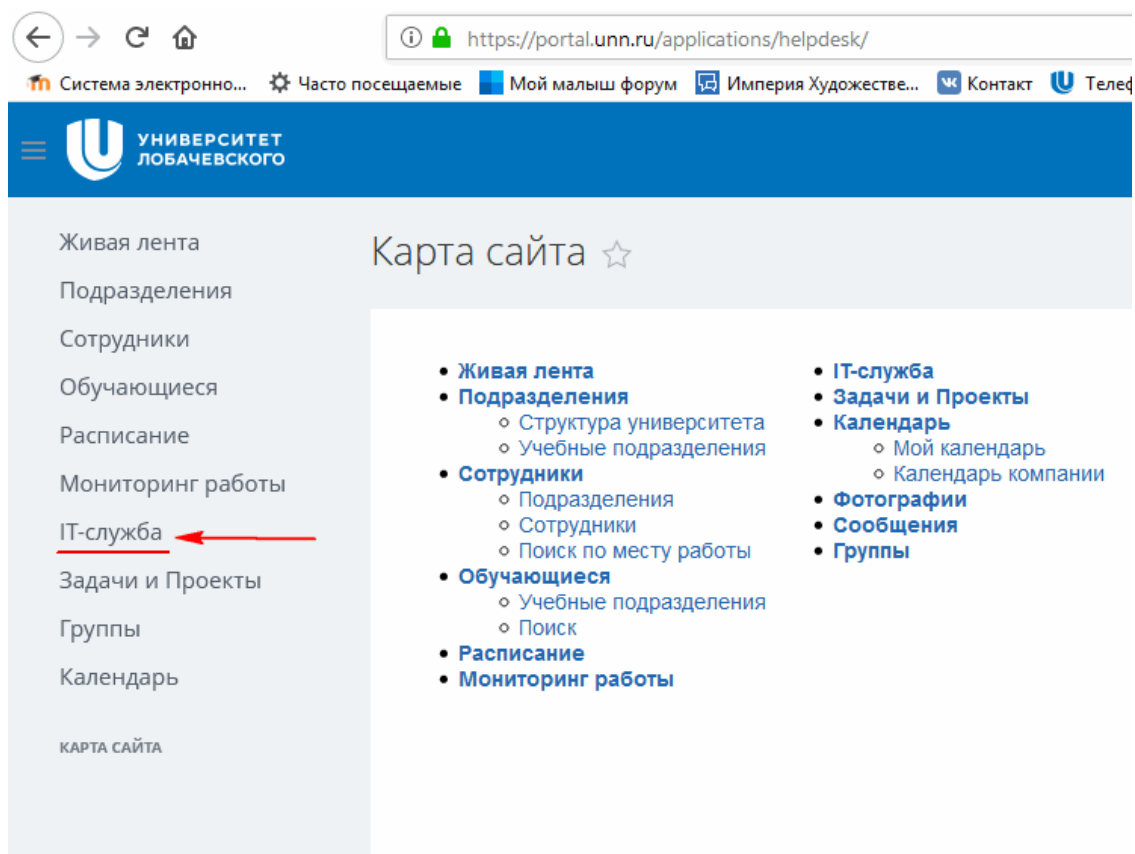 https://portal.unn.ru/applications/helpdesk/
Система электронно...
Часто посещаемые
Мой малыш форум
Империя Художестве...
Контакт
Теле
УНИВЕРСИТЕТ
ЛОБАЧЕВСКОГО
Живая лента
Подразделения
Сотрудники
Обучающиеся
Расписание
Мониторинг работы
IT-служба
Задачи и Проекты
Группы
Календарь
КАРТА САЙТА
Карта сайта
Живая лента
Подразделения
Структура университета
Учебные подразделения
Сотрудники
Подразделения
Сотрудники
Поиск по месту работы
Обучающиеся
Учебные подразделения
Поиск
Расписание
Мониторинг работы
IT-служба
Задачи и Проекты
Календарь
Мой календарь
Календарь компании
Фотографии
Сообщения
Группы